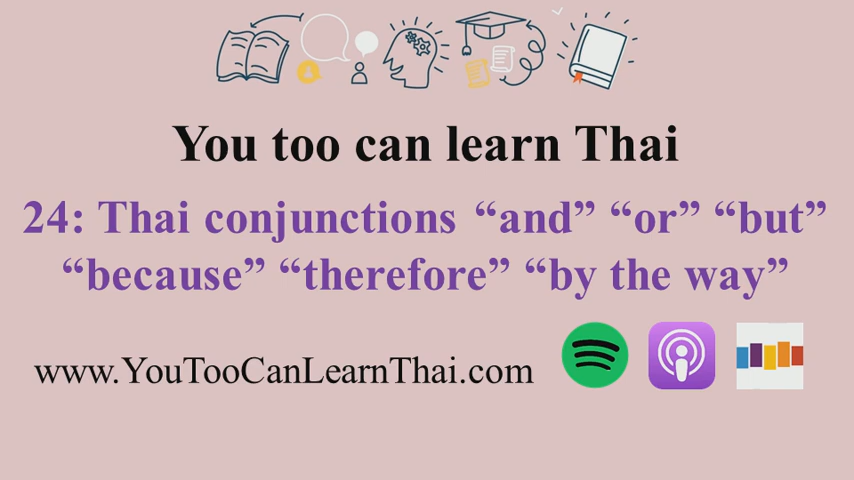 You too can learn Thai
24: Thai conjunctions “and” “or” “but”
“because” “therefore” “by the way”
www.YouTooCanLearnThai.com